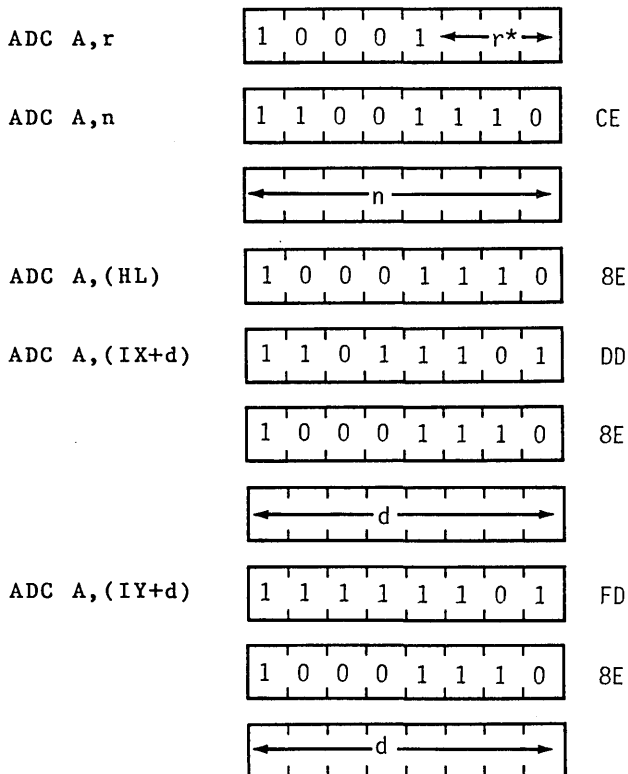 ADC A,r 1 0 0 0 1 r*
ADC A,n 1 1 0 0 1 1 1 0 CE
n
ADC A,(HL) 1 0 0 0 1 1 1 0 8E
ADC A,(IX+d) 1 1 0 1 1 1 0 1 DD
1 0 0 0 1 1 1 0 8E
d
ADC A,(IY+d) 1 1 1 1 1 1 0 1 FD
1 0 0 0 1 1 1 0 8E
d